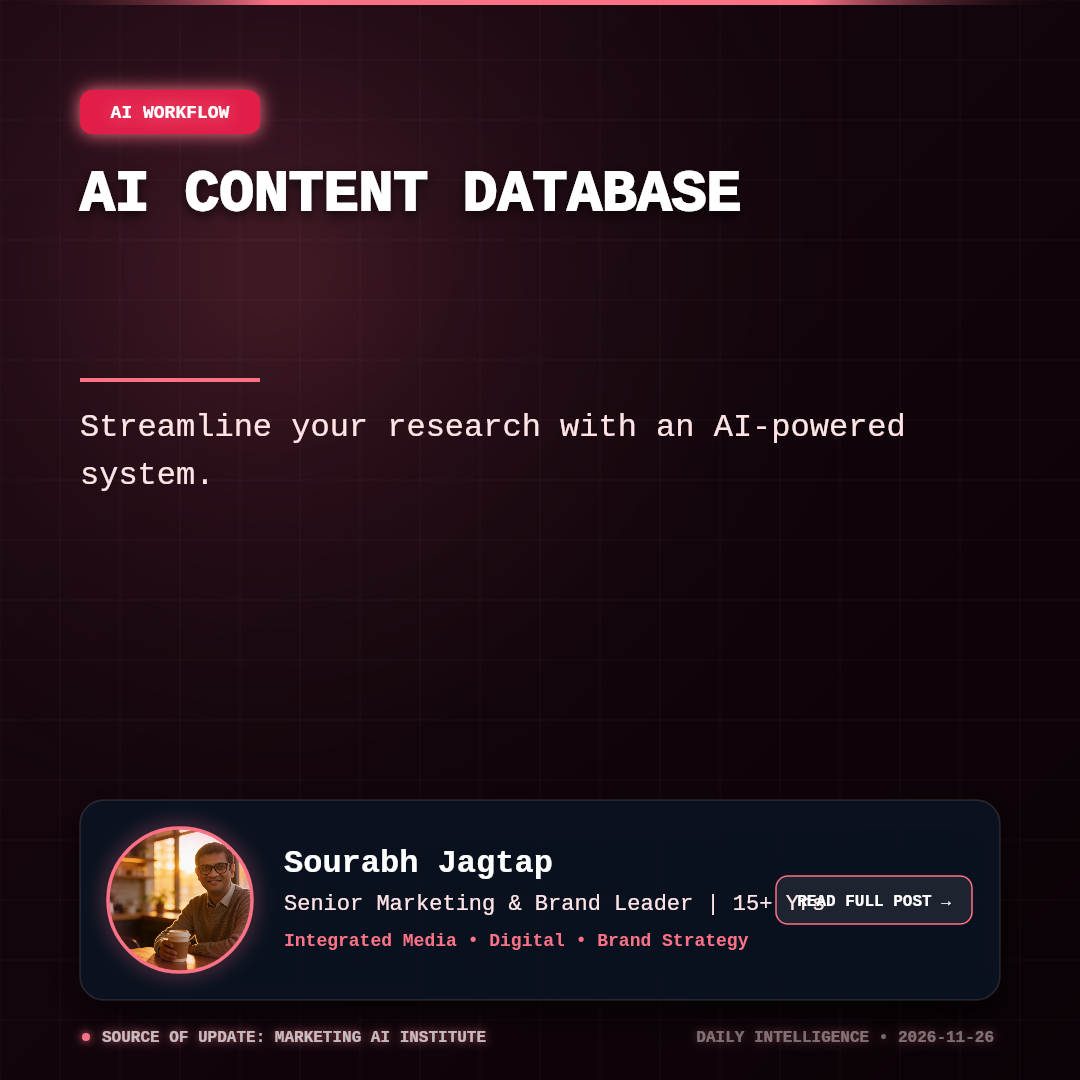 AI WORKFLOW
AI CONTENT DATABASE
Streamline your research with an AI-powered
system.
Sourabh Jagtap
Senior Marketing & Brand Leader | 15+ Yrs
READ FULL POST →
Integrated Media • Digital • Brand Strategy
SOURCE OF UPDATE: MARKETING AI INSTITUTE
DAILY INTELLIGENCE • 2026-11-26